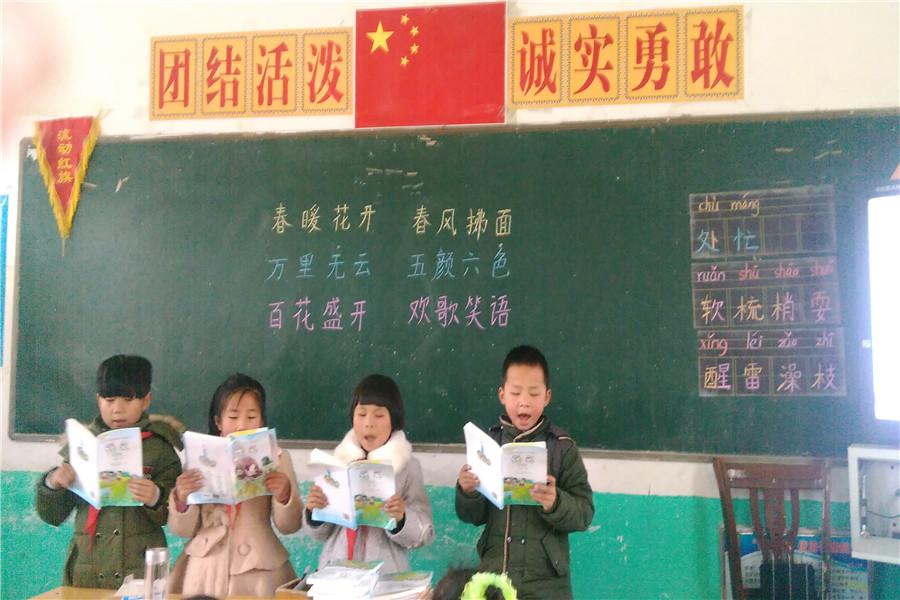 团结活泼 诚实勇敢
流动红旗
春暖花开 春风拂面
万里无云 五颜六色
百花盛开 欢歌笑语
chù máng
处忙
ruǎn shū shāo shuǎ
软梳梢耍
xǐng léi zǎo zhī
醒雷澡枝